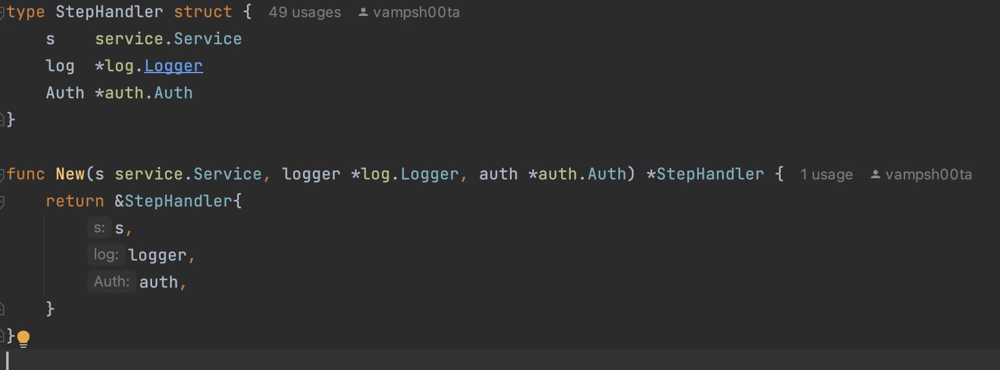 type StepHandler struct { 49 usages vampsh00ta
s service.Service
log *log.Logger
Auth *auth.Auth
}
func New(s service.Service, logger *log.Logger, auth *auth.Auth) *StepHandler { 1 usage vampsh00ta
return &StepHandler{
s: s,
log: logger,
Auth: auth,
}
}